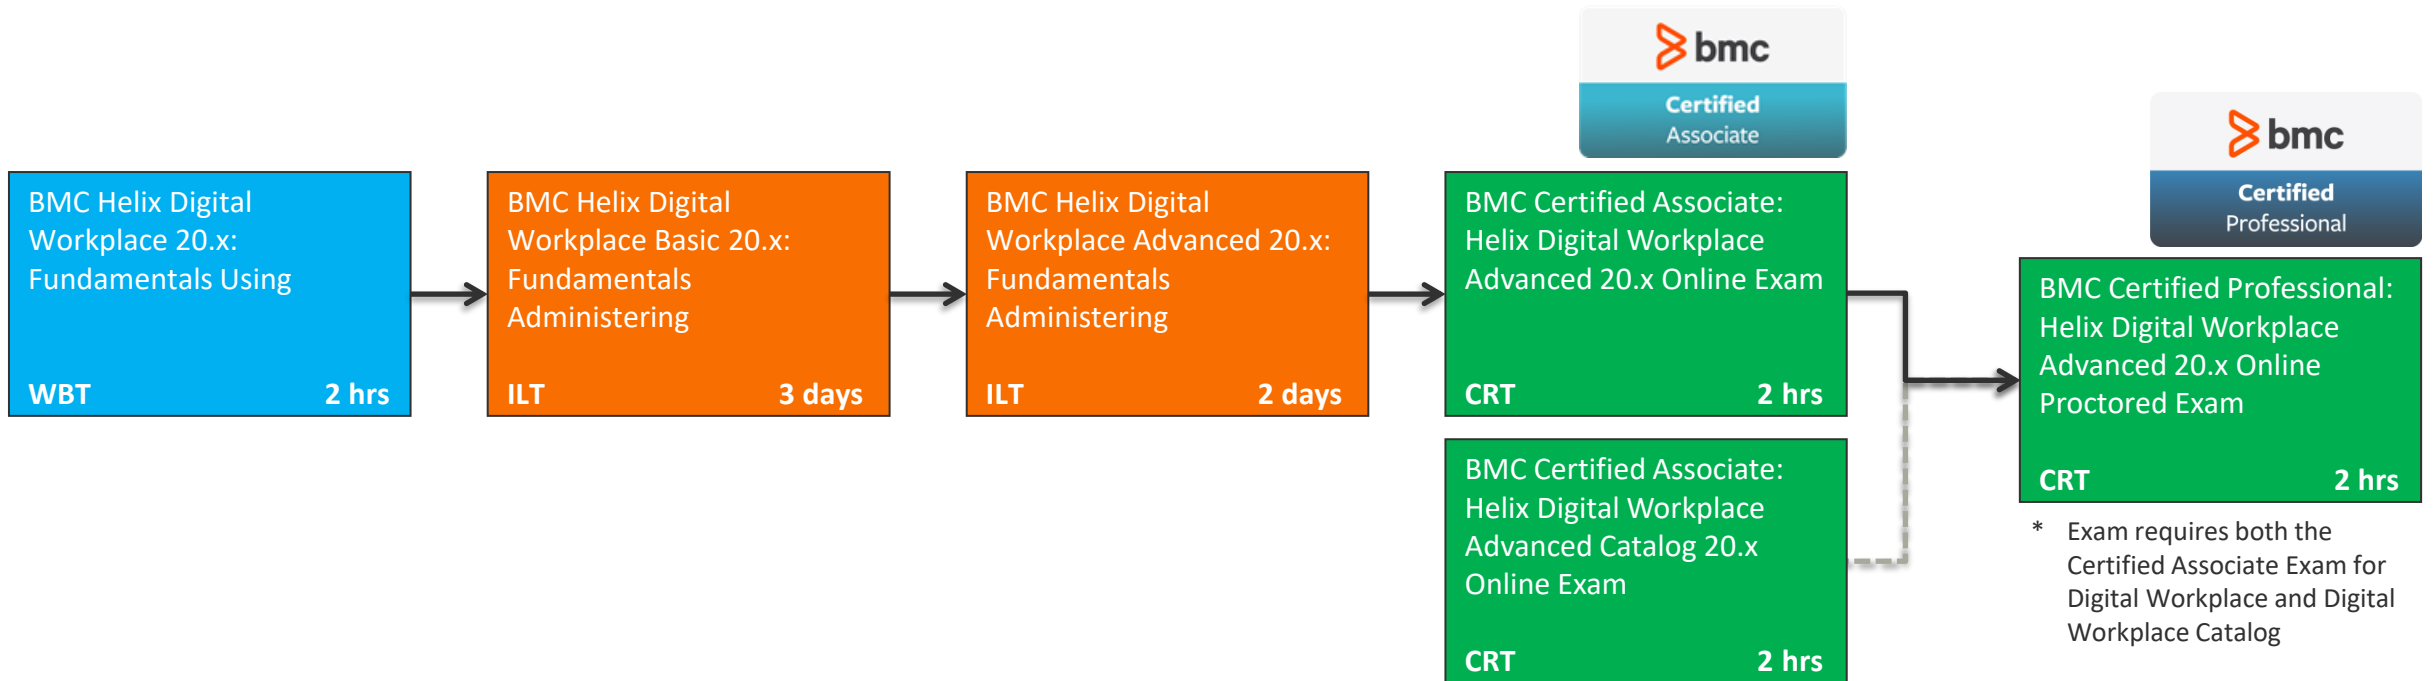 bmc
Certified
Associate
bmc
Certified
Professional
BMC Helix Digital
Workplace 20.x:
Fundamentals Using
WBT 2 hrs
BMC Helix Digital
Workplace Basic 20.x:
Fundamentals
Administering
ILT 3 days
BMC Helix Digital
Workplace Advanced 20.x:
Fundamentals
Administering
ILT 2 days
BMC Certified Associate:
Helix Digital Workplace
Advanced 20.x Online Exam
CRT 2 hrs
BMC Certified Associate:
Helix Digital Workplace
Advanced Catalog 20.x
Online Exam
CRT 2 hrs
BMC Certified Professional:
Helix Digital Workplace
Advanced 20.x Online
Proctored Exam
CRT 2 hrs
* Exam requires both the
Certified Associate Exam for
Digital Workplace and Digital
Workplace Catalog